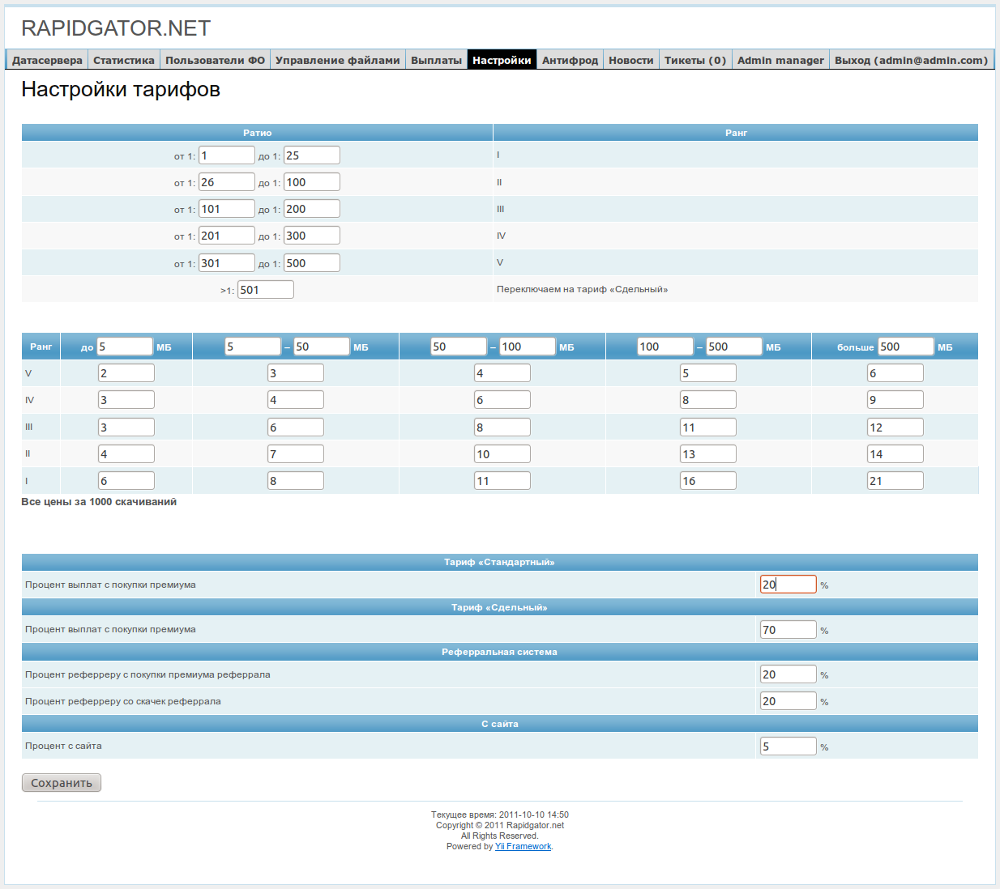 RAPIDGATOR.NET
Датасервера Статистика Пользователи ФО Управление файлами Выплаты Настройки Антифрод Новости Тикеты (0) Admin manager Выход (admin@admin.com)
Настройки тарифов
Ратио Ранг
от 1: 1 до 1: 25 I
от 1: 26 до 1: 100 II
от 1: 101 до 1: 200 III
от 1: 201 до 1: 300 IV
от 1: 301 до 1: 500 V
>1: 501 Переключаем на тариф «Сдельный»
Ранг до 5 МБ 5 – 50 МБ 50 – 100 МБ 100 – 500 МБ больше 500 МБ
V 2 3 4 5 6
IV 3 4 6 8 9
III 3 6 8 11 12
II 4 7 10 13 14
I 6 8 11 16 21
Все цены за 1000 скачиваний
Тариф «Стандартный»
Процент выплат с покупки премиума 20 %
Тариф «Сдельный»
Процент выплат с покупки премиума 70 %
Реферральная система
Процент реферреру с покупки премиума реферрала 20 %
Процент реферреру со скачек реферрала 20 %
С сайта
Процент с сайта 5 %
Сохранить
Текущее время: 2011-10-10 14:50
Copyright © 2011 Rapidgator.net
All Rights Reserved.
Powered by Yii Framework.